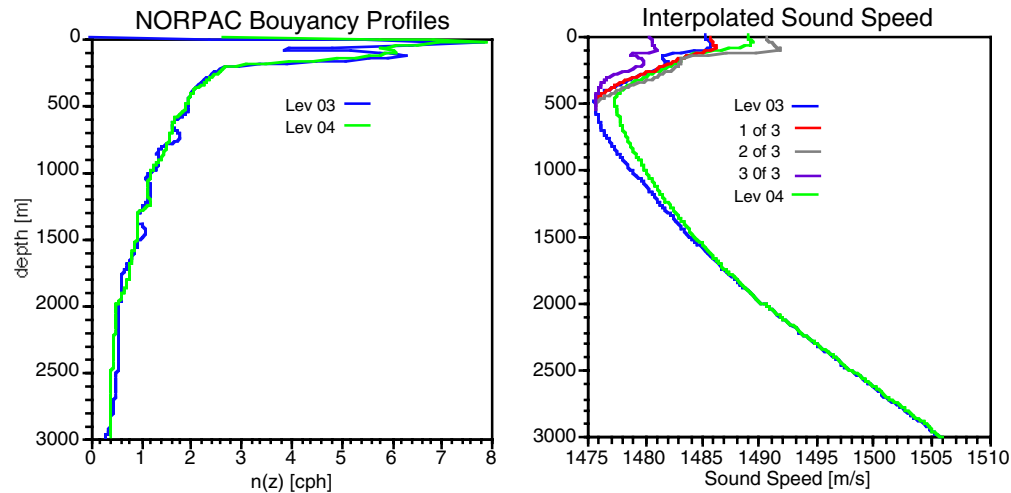 NORPAC Bouyancy Profiles
0
500
1000
1500
2000
2500
3000
depth [m]
Lev 03
Lev 04
0 1 2 3 4 5 6 7 8
n(z) [cph]
Interpolated Sound Speed
0
500
1000
1500
2000
2500
3000
Lev 03
1 of 3
2 of 3
3 of 3
Lev 04
1475 1480 1485 1490 1495 1500 1505 1510
Sound Speed [m/s]